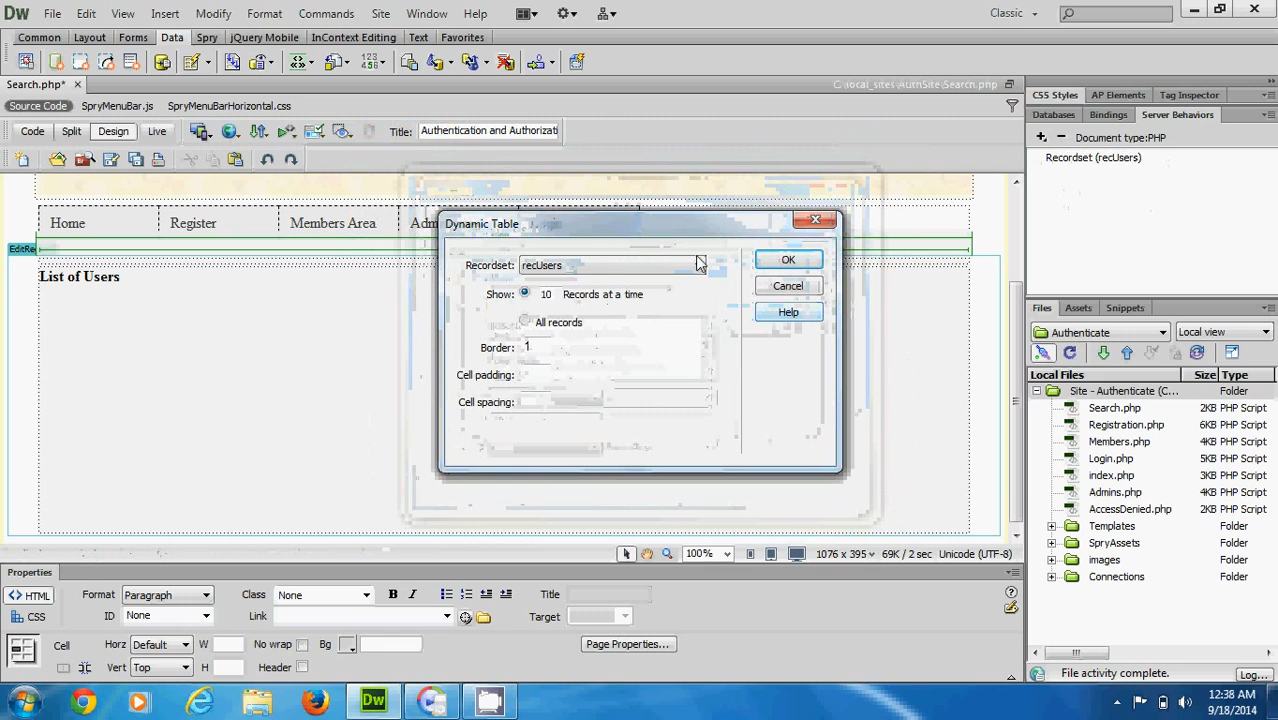 Dw File Edit View Insert Modify Format Commands Site Window Help Classic
Common Layout Forms Data Spry jQuery Mobile InContext Editing Text Favorites
Search.php* C:\local_sites\AuthSite\Search.php
Source Code SpryMenuBar.js SpryMenuBarHorizontal.css
Code Split Design Live Title: Authentication and Authorizati
Home Register Members Area Adm
EditRe
List of Users
Dynamic Table
Recordset: recUsers
Show: 10 Records at a time
All records
Border: 1
Cell padding:
Cell spacing:
OK
Cancel
Help
CSS Styles AP Elements Tag Inspector
Databases Bindings Server Behaviors
Document type:PHP
Recordset (recUsers)
Files Assets Snippets
Authenticate Local view
Local Files Size Type
Site - Authenticate (C... Folder
Search.php 2KB PHP Script
Registration.php 6KB PHP Script
Members.php 4KB PHP Script
Login.php 2KB PHP Script
index.php 4KB PHP Script
Admins.php 4KB PHP Script
AccessDenied.php 4KB PHP Script
Templates Folder
SpryAssets Folder
images Folder
Connections Folder
File activity complete. Log...
100% 1076 x 395 69K / 2 sec Unicode (UTF-8)
Properties
HTML Format Paragraph Class None B I Title
CSS ID None Link Target
Cell Horz Default W No wrap Bg Page Properties...
Vert Top H Header
Dw
12:38 AM
9/18/2014